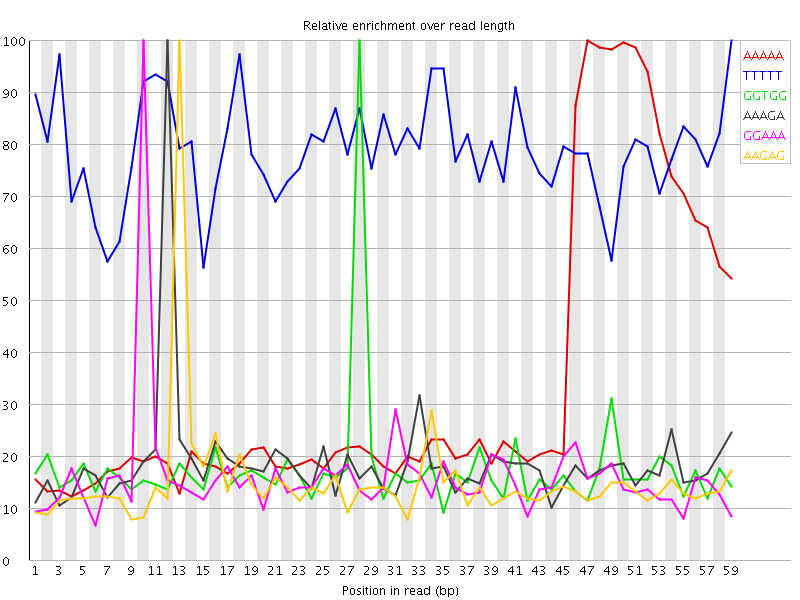 Relative enrichment over read length
100
90
80
70
60
50
40
30
20
10
0
AAAAA
TTTTT
GGTGG
AAAGA
GGAAA
AAGAG
1 3 5 7 9 11 13 15 17 19 21 23 25 27 29 31 33 35 37 39 41 43 45 47 49 51 53 55 57 59
Position in read (bp)